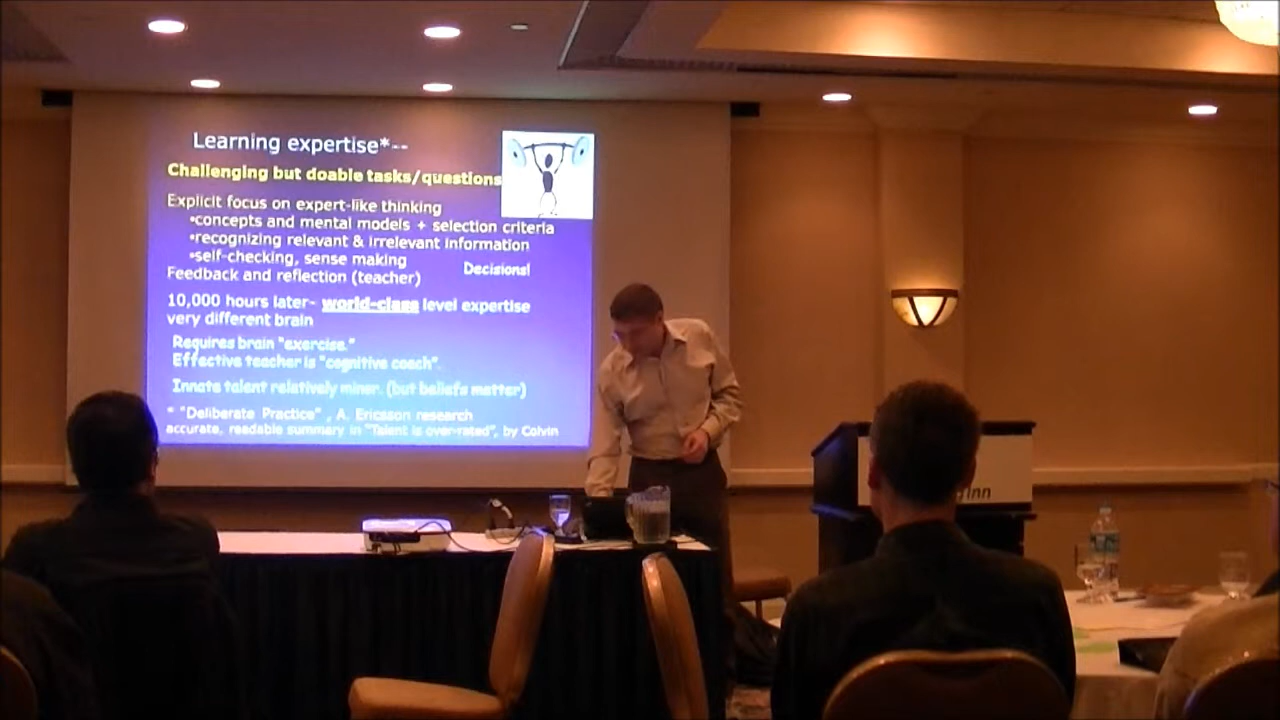 Learning expertise*--
Challenging but doable tasks/questions
Explicit focus on expert-like thinking
•concepts and mental models + selection criteria
•recognizing relevant & irrelevant information
•self-checking, sense making
Decisions!
Feedback and reflection (teacher)
10,000 hours later- world-class level expertise
very different brain
Requires brain "exercise."
Effective teacher is "cognitive coach".
Innate talent relatively minor. (but beliefs matter)
* "Deliberate Practice" , A. Ericsson research
accurate, readable summary in "Talent is over-rated", by Colvin
Inn